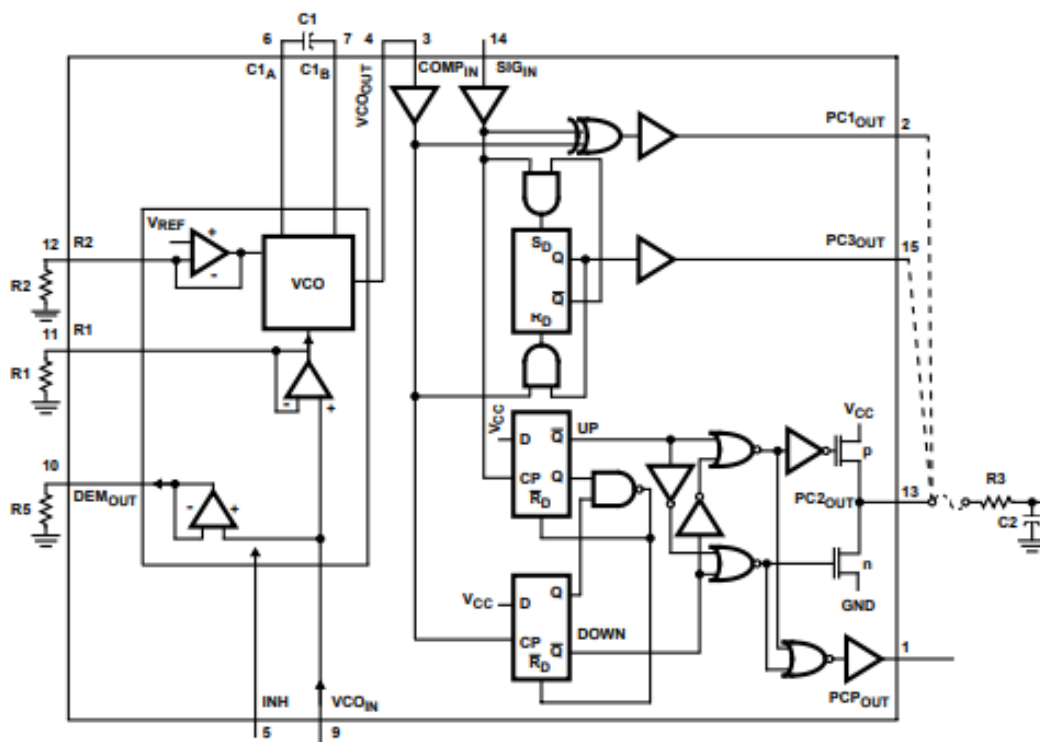 C1
6 7 4 3 14
C1A C1B VCOOUT COMPIN SIGIN
PC1OUT 2
VREF
+
-
12 R2
R2
VCO
SD
Q
Q̅
RD
PC3OUT
15
11 R1
R1
- +
VCC
D Q̅ UP
CP Q
R̅D
VCC
p
10
DEMOUT
R5
- +
PC2OUT 13
R3
C2
n
GND
VCC D Q
CP
R̅D Q̅
DOWN
1
PCPOUT
INH VCOIN
5 9